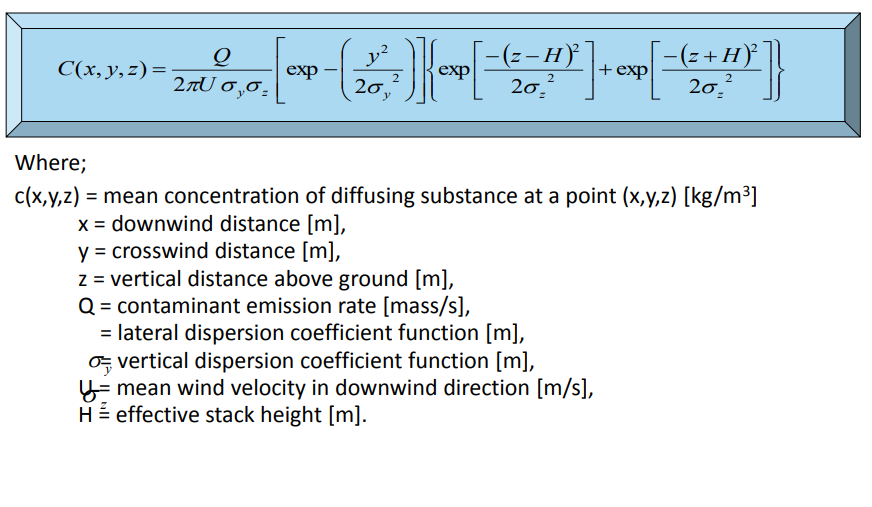 C(x, y, z) = Q / 2πU σ_y σ_z [exp −(y² / 2σ_y²)] {exp[−(z − H)² / 2σ_z²] + exp[−(z + H)² / 2σ_z²]}
Where;
c(x,y,z) = mean concentration of diffusing substance at a point (x,y,z) [kg/m³]
x = downwind distance [m],
y = crosswind distance [m],
z = vertical distance above ground [m],
Q = contaminant emission rate [mass/s],
= lateral dispersion coefficient function [m],
σ_y = vertical dispersion coefficient function [m],
U σ_z = mean wind velocity in downwind direction [m/s],
H = effective stack height [m].